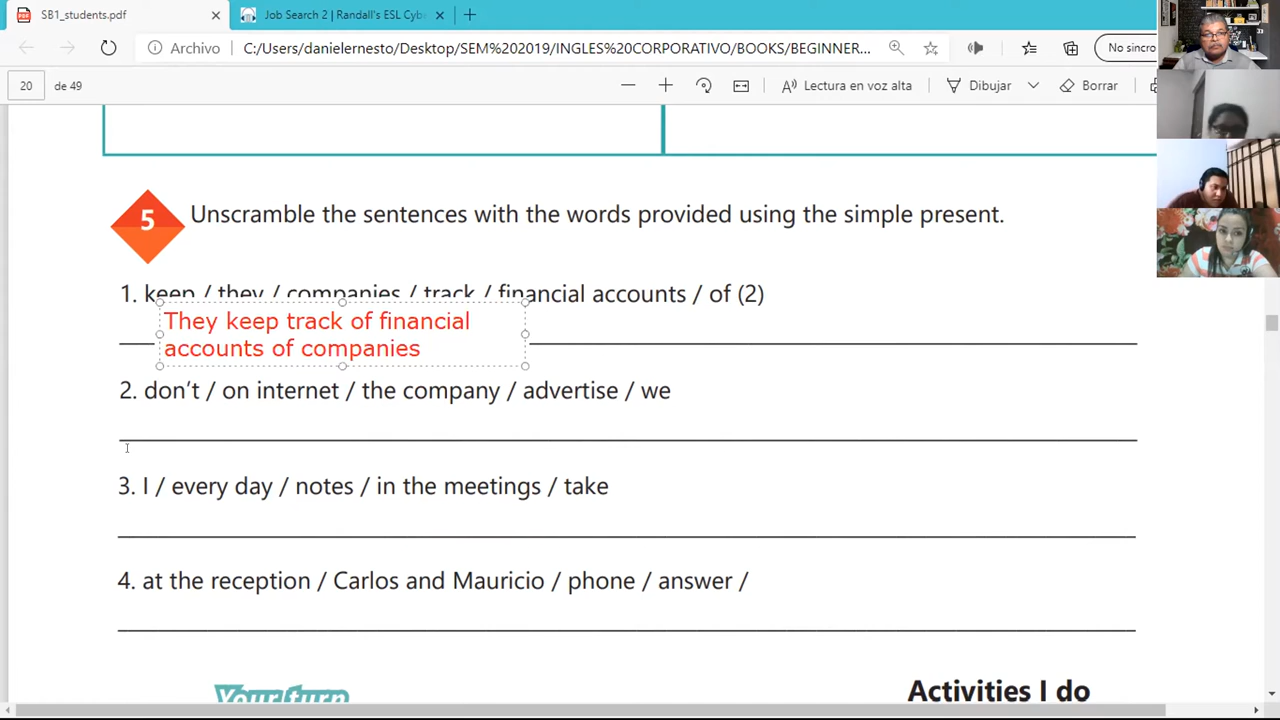 SB1_students.pdf
Job Search 2 | Randall's ESL Cyb
Archivo
C:/Users/danielernesto/Desktop/SEM%202019/INGLES%20CORPORATIVO/BOOKS/BEGINNER...
No sincro
20 de 49
Lectura en voz alta
Dibujar
Borrar
5 Unscramble the sentences with the words provided using the simple present.
1. keep / they / companies / track / financial accounts / of (2)
They keep track of financial
accounts of companies
2. don't / on internet / the company / advertise / we
3. I / every day / notes / in the meetings / take
4. at the reception / Carlos and Mauricio / phone / answer /
Your turn
Activities I do